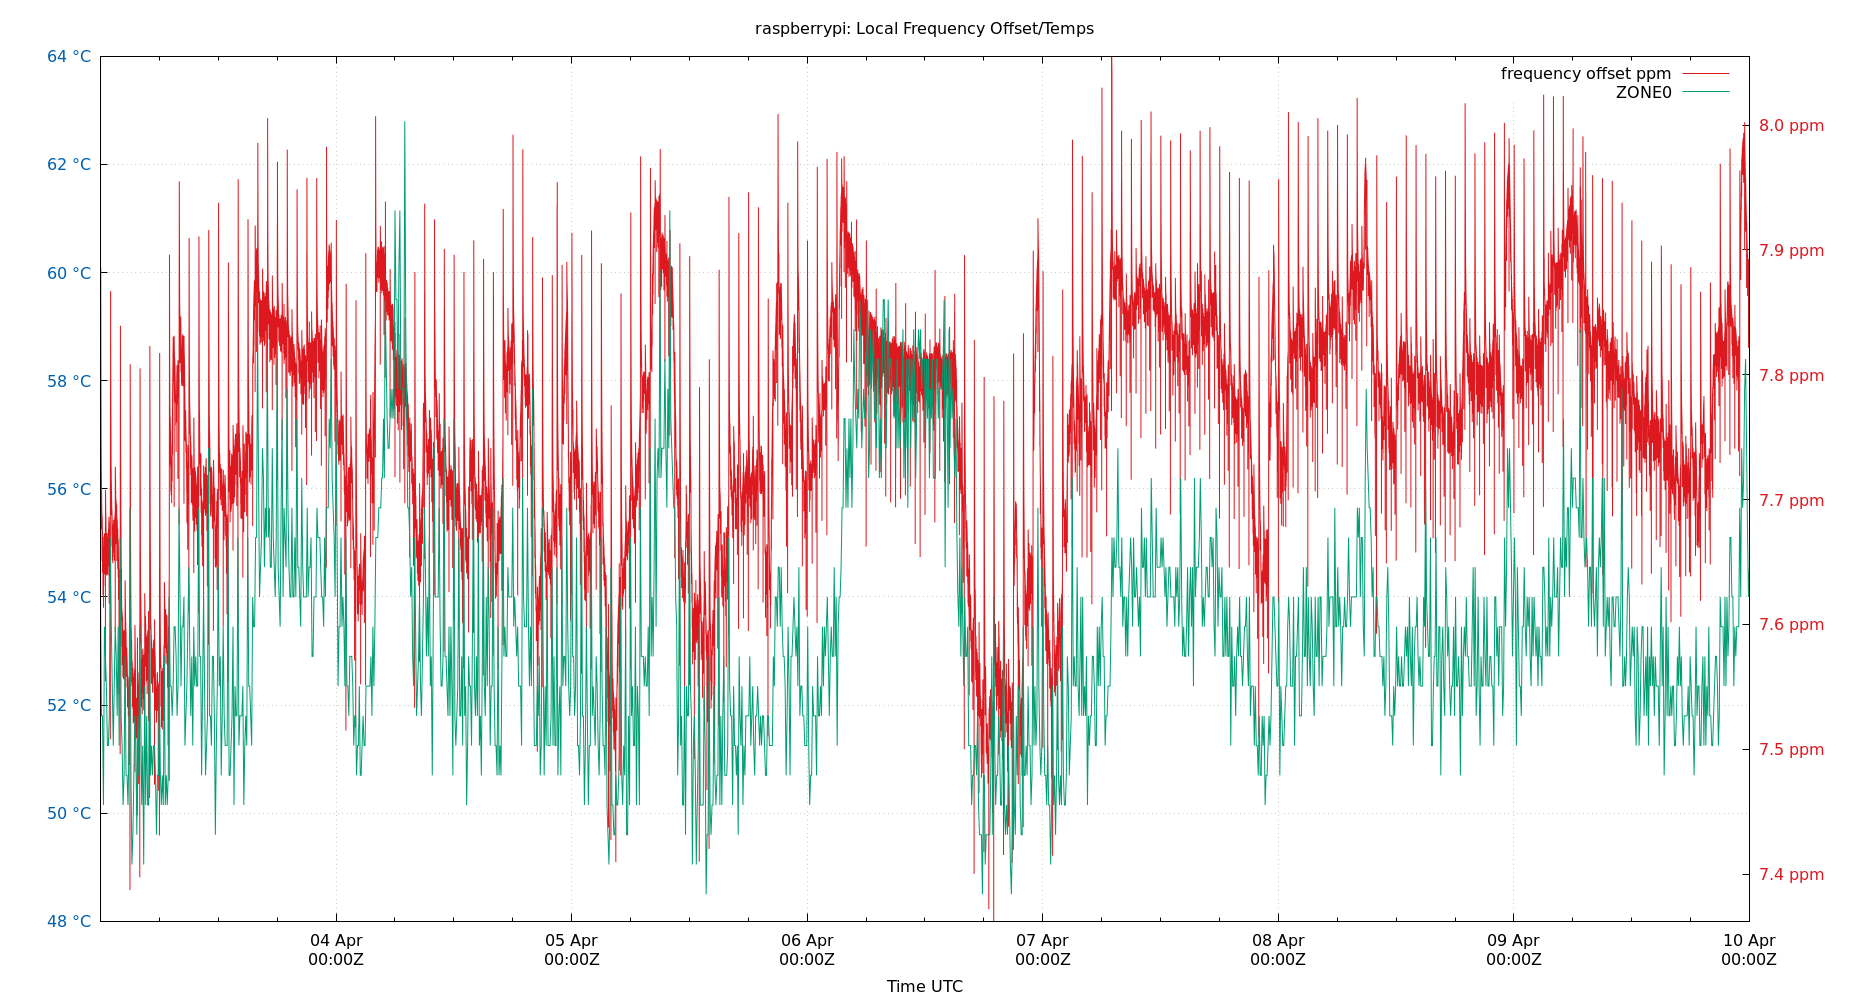 raspberrypi: Local Frequency Offset/Temps
64 °C
62 °C
60 °C
58 °C
56 °C
54 °C
52 °C
50 °C
48 °C
frequency offset ppm
ZONE0
8.0 ppm
7.9 ppm
7.8 ppm
7.7 ppm
7.6 ppm
7.5 ppm
7.4 ppm
04 Apr
00:00Z
05 Apr
00:00Z
06 Apr
00:00Z
07 Apr
00:00Z
08 Apr
00:00Z
09 Apr
00:00Z
10 Apr
00:00Z
Time UTC